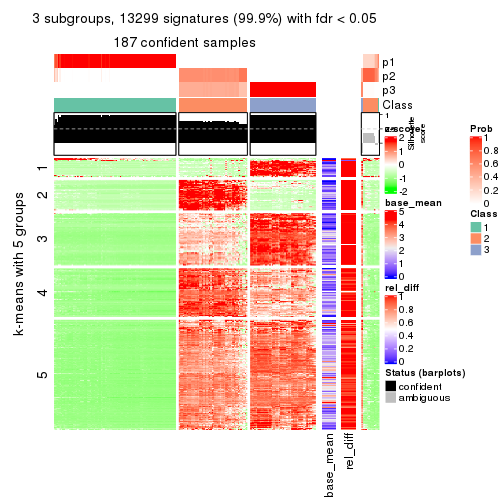 3 subgroups, 13299 signatures (99.9%) with fdr < 0.05
187 confident samples
p1
p2
p3
Class
1
Silhouette
score
k-means with 5 groups
1
2
3
4
5
base_mean
rel_diff
z-score
2
1
0
-1
-2
base_mean
5
4
3
2
1
0
rel_diff
1
0.8
0.6
0.4
0.2
0
Status (barplots)
confident
ambiguous
Prob
1
0.8
0.6
0.4
0.2
0
Class
1
2
3